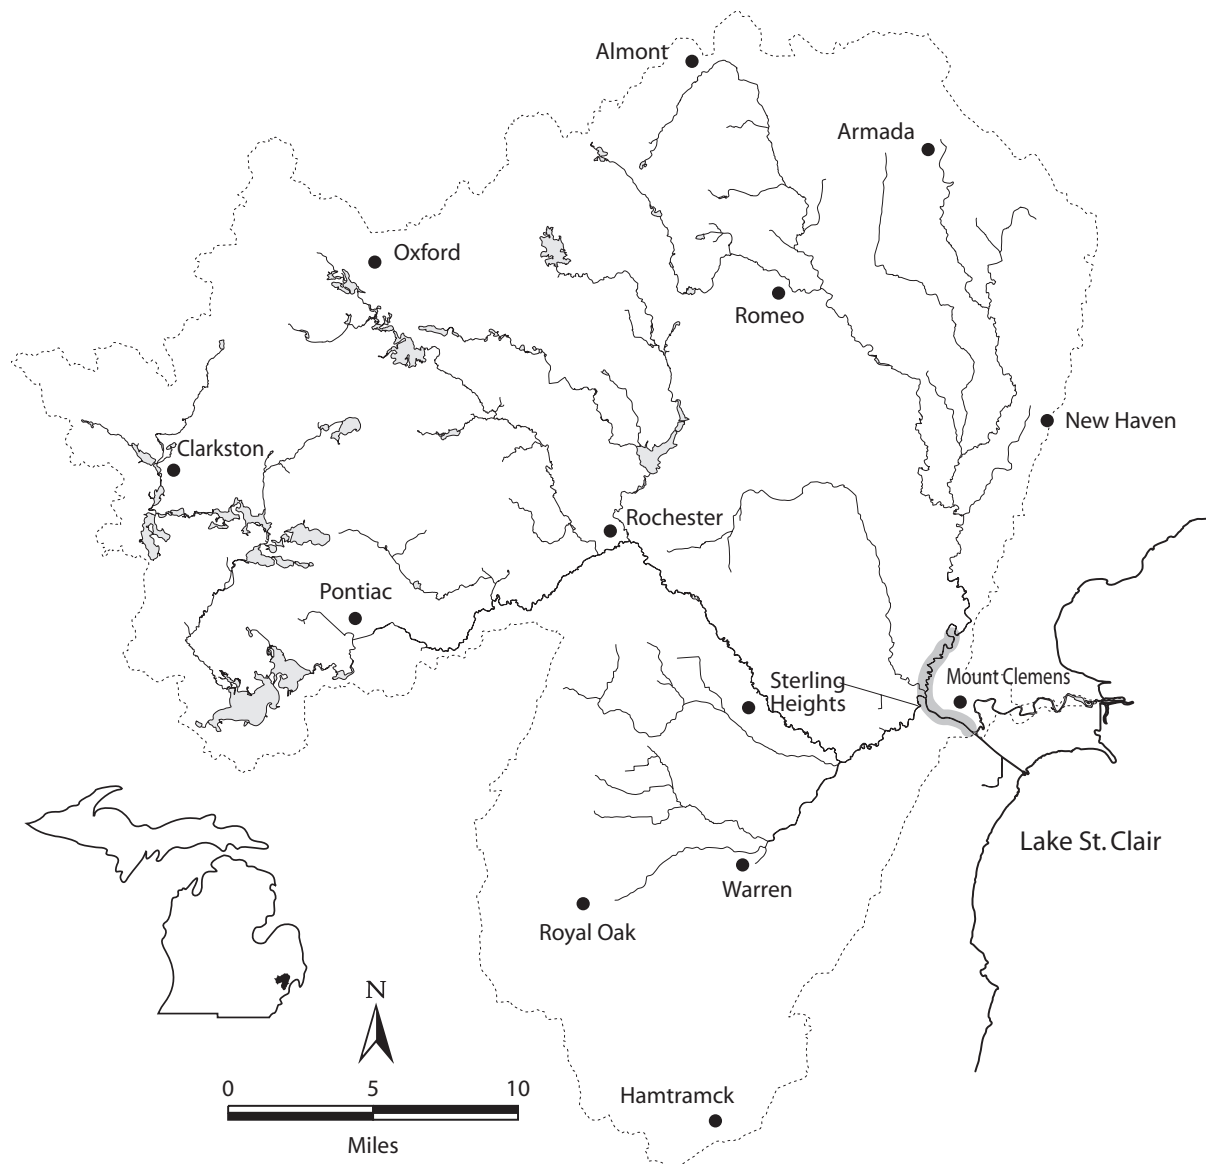 Almont
Armada
Oxford
Romeo
New Haven
Clarkston
Rochester
Pontiac
Mount Clemens
Sterling
Heights
Lake St. Clair
Warren
Royal Oak
N
0 5 10
Hamtramck
Miles